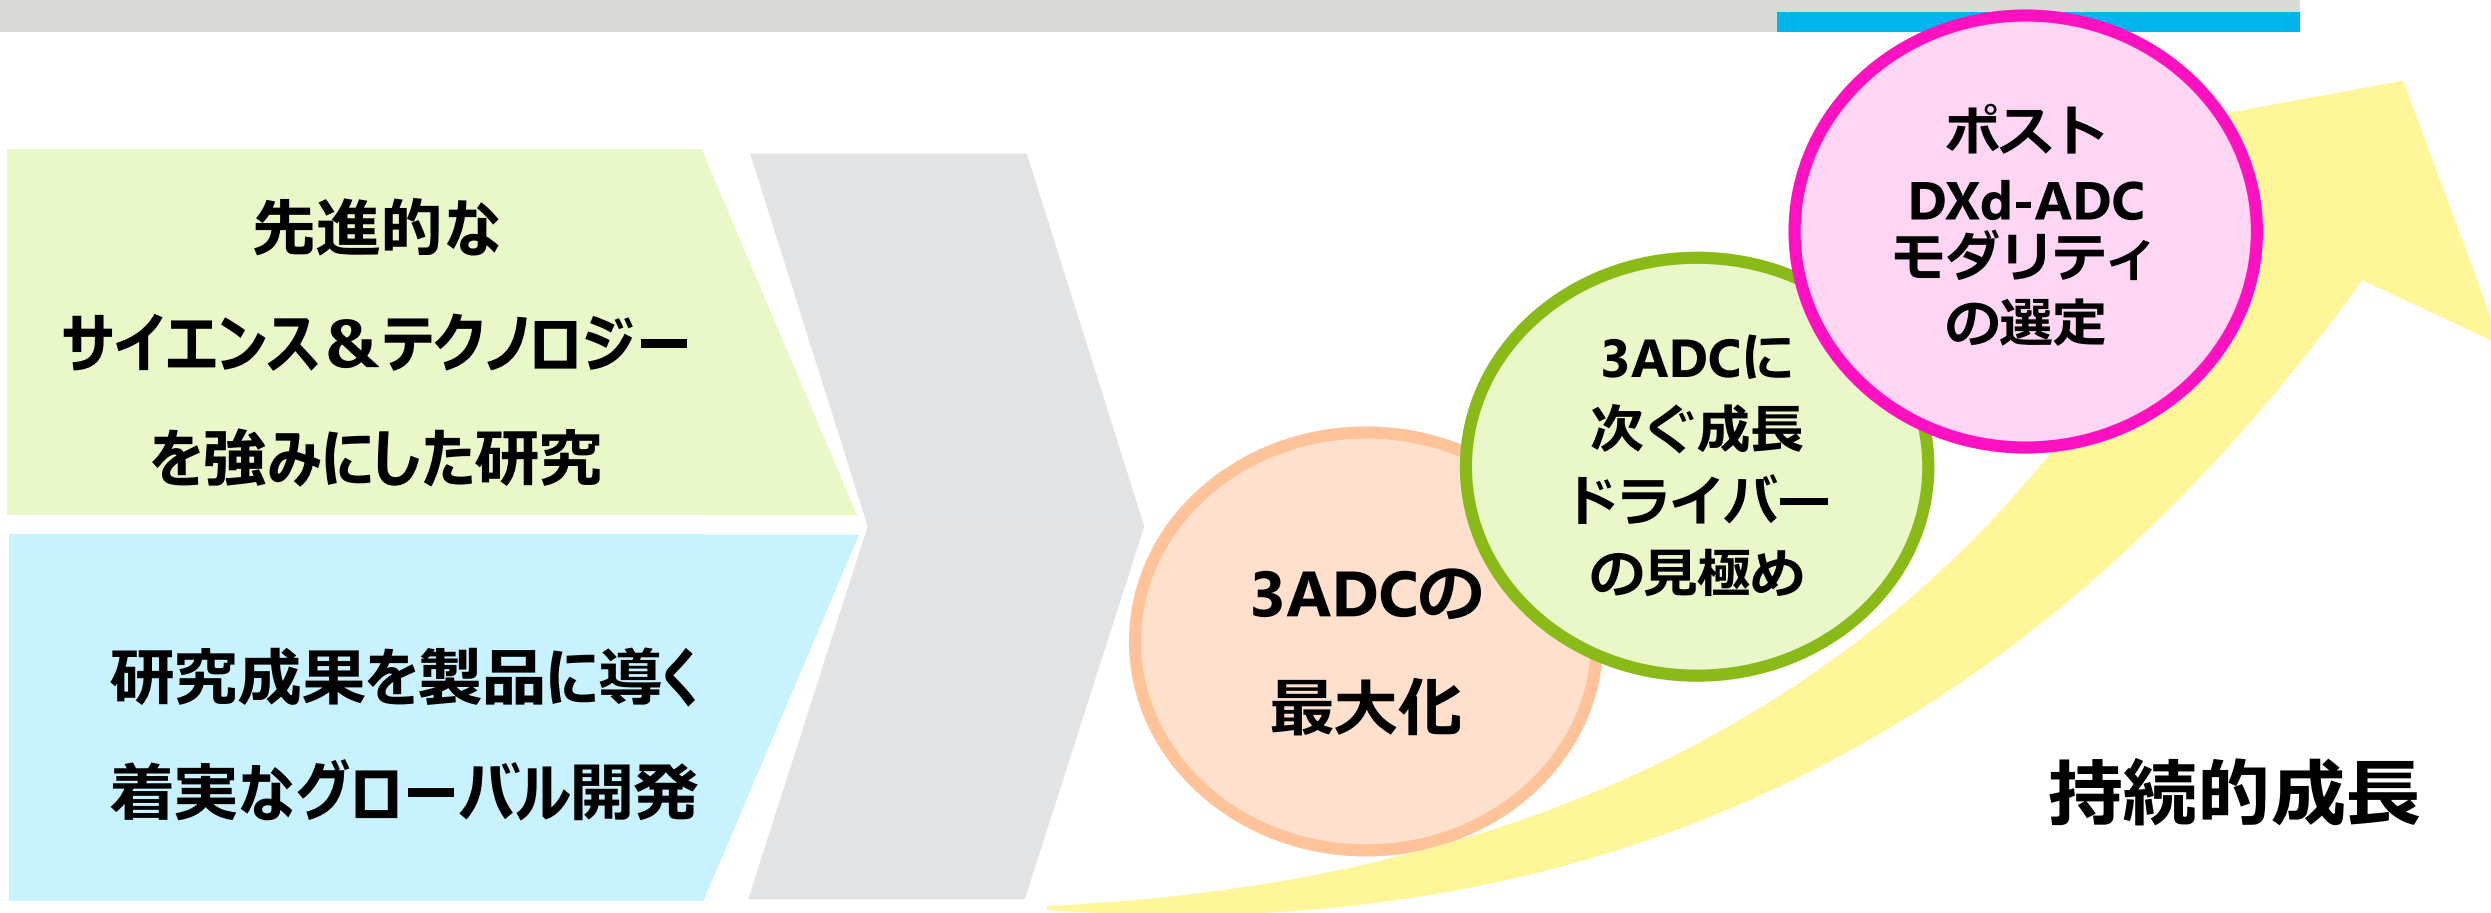 先進的な
サイエンス＆テクノロジー
を強みにした研究
研究成果を製品に導く
着実なグローバル開発
3ADCの
最大化
3ADCに
次ぐ成長
ドライバー
の見極め
ポスト
DXd-ADC
モダリティ
の選定
持続的成長